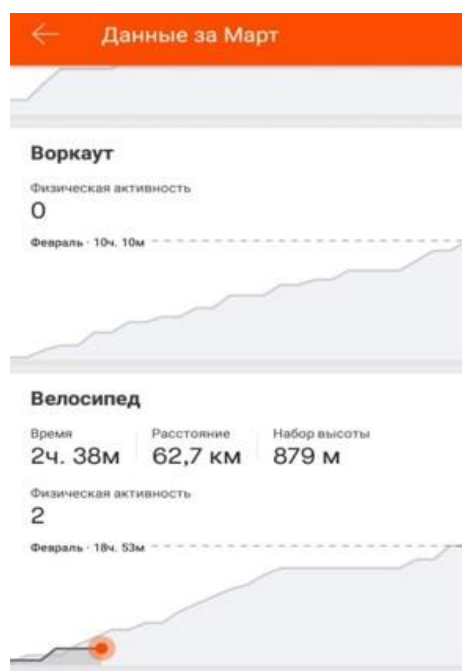 Данные за Март
Воркаут
Физическая активность
0
Февраль · 10ч. 10м
Велосипед
Время Расстояние Набор высоты
2ч. 38м 62,7 км 879 м
Физическая активность
2
Февраль · 18ч. 53м